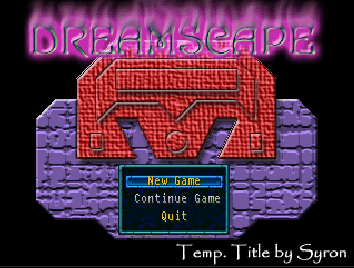 DREAMSCAPE
New Game
Continue Game
Quit
Temp. Title by Syron